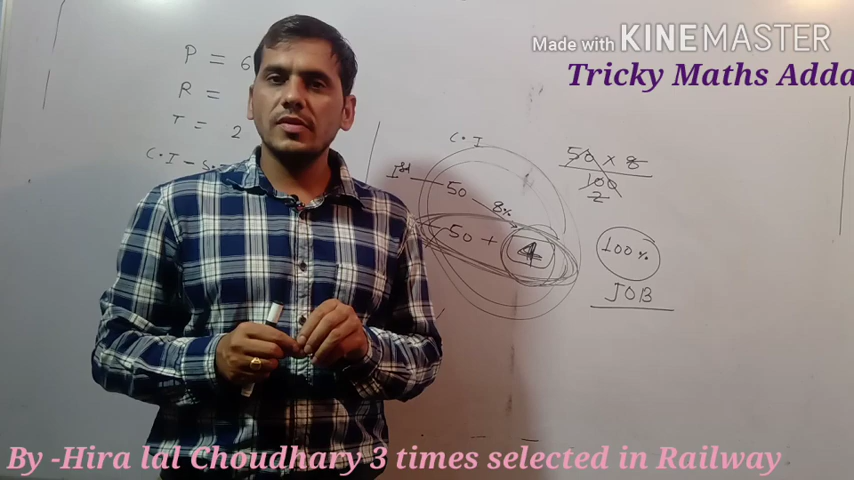 Made with KINEMASTER
Tricky Maths Adda
P = 6
R =
T = 2
C.I - S.
C.I
Ist 50
8%
50 + 4
50 x 8
100
2
100%
JOB
By -Hira lal Choudhary 3 times selected in Railway